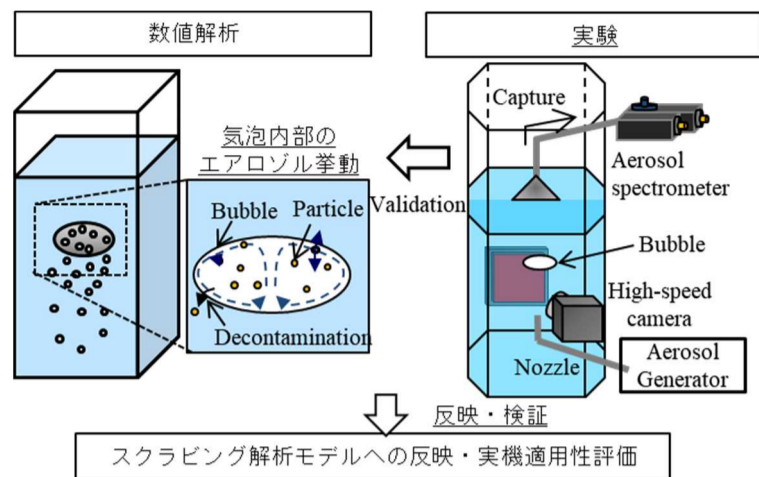 数値解析
実験
気泡内部の
エアロゾル挙動
Bubble
Particle
Decontamination
Validation
Capture
Aerosol
spectrometer
Bubble
High-speed
camera
Nozzle
Aerosol
Generator
反映・検証
スクラビング解析モデルへの反映・実機適用性評価